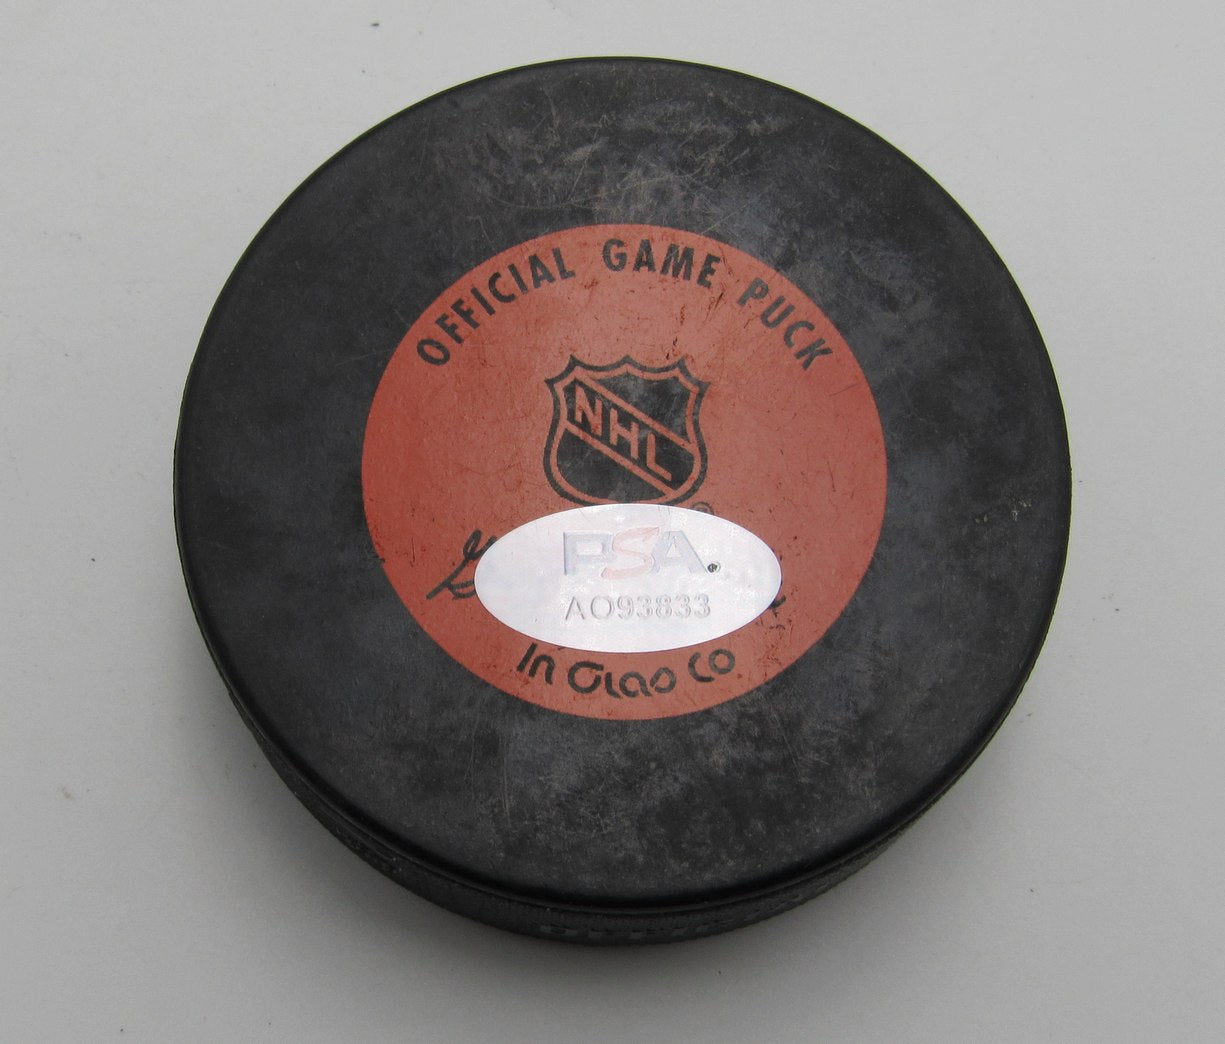 OFFICIAL GAME PUCK
NHL
PSA
AO93833
In Glas Co